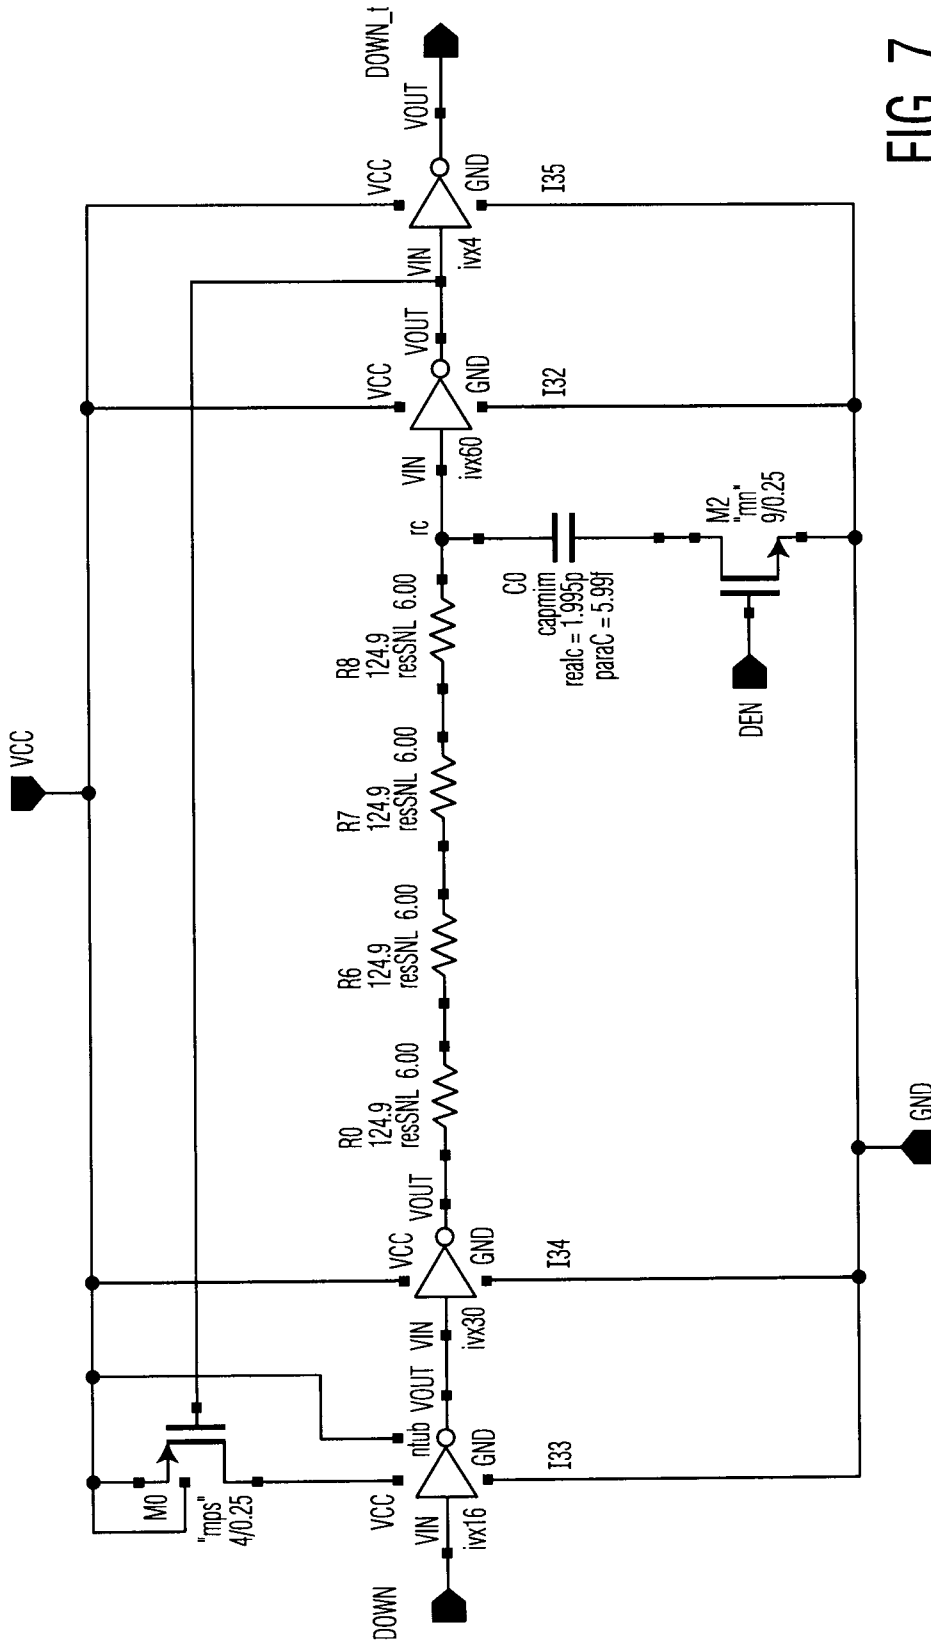 VCC
M0
"mps"
4/0.25
DOWN
VIN
VCC
ntub
VOUT
GND
ivx16
I33
VIN
VCC
VOUT
GND
ivx30
I34
R0
124.9
resSNL 6.00
R6
124.9
resSNL 6.00
R7
124.9
resSNL 6.00
R8
124.9
resSNL 6.00
rc
C0
capmim
realc = 1.995p
paraC = 5.99f
DEN
M2
"mn"
9/0.25
VIN
VCC
VOUT
GND
ivx60
I32
VIN
VCC
VOUT
GND
ivx4
I35
DOWN_t
GND
FIG 7